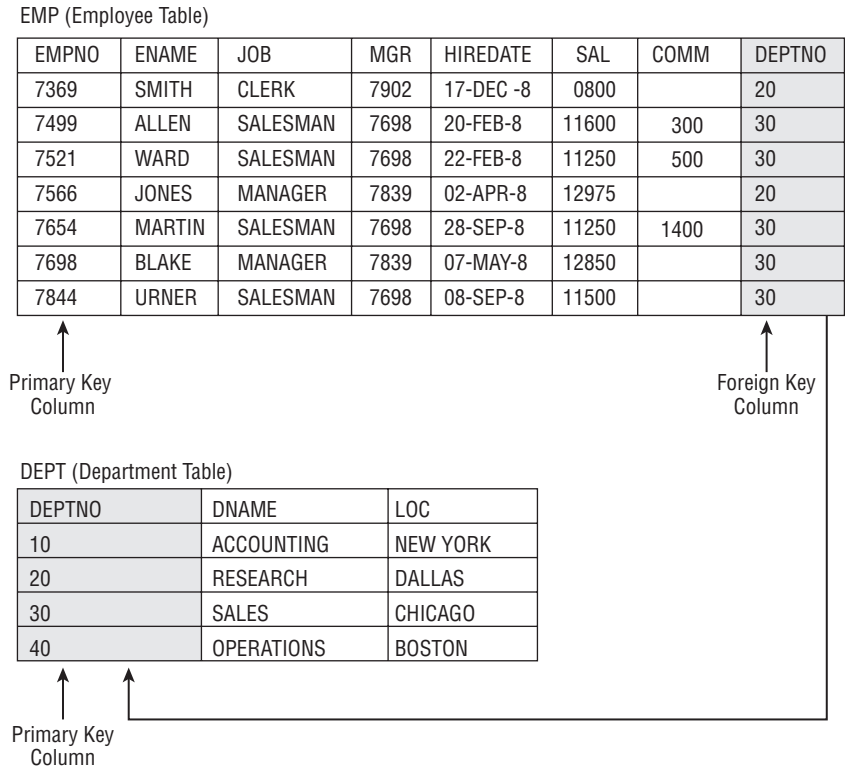 EMP (Employee Table)
EMPNO ENAME JOB MGR HIREDATE SAL COMM DEPTNO
7369 SMITH CLERK 7902 17-DEC -8 0800 20
7499 ALLEN SALESMAN 7698 20-FEB-8 11600 300 30
7521 WARD SALESMAN 7698 22-FEB-8 11250 500 30
7566 JONES MANAGER 7839 02-APR-8 12975 20
7654 MARTIN SALESMAN 7698 28-SEP-8 11250 1400 30
7698 BLAKE MANAGER 7839 07-MAY-8 12850 30
7844 URNER SALESMAN 7698 08-SEP-8 11500 30
Primary Key
Column
Foreign Key
Column
DEPT (Department Table)
DEPTNO DNAME LOC
10 ACCOUNTING NEW YORK
20 RESEARCH DALLAS
30 SALES CHICAGO
40 OPERATIONS BOSTON
Primary Key
Column